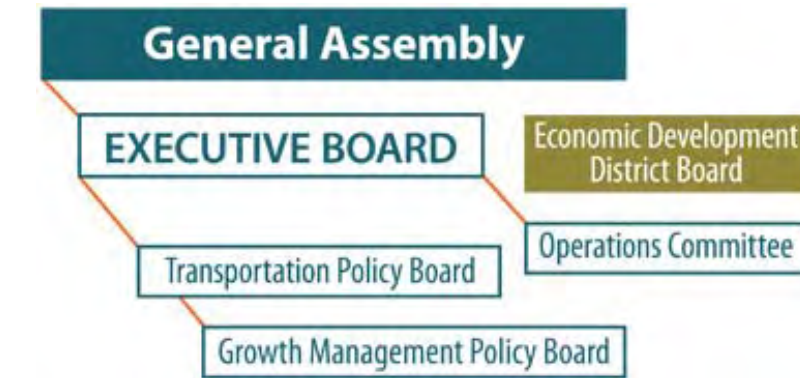 General Assembly
EXECUTIVE BOARD
Economic Development
District Board
Operations Committee
Transportation Policy Board
Growth Management Policy Board